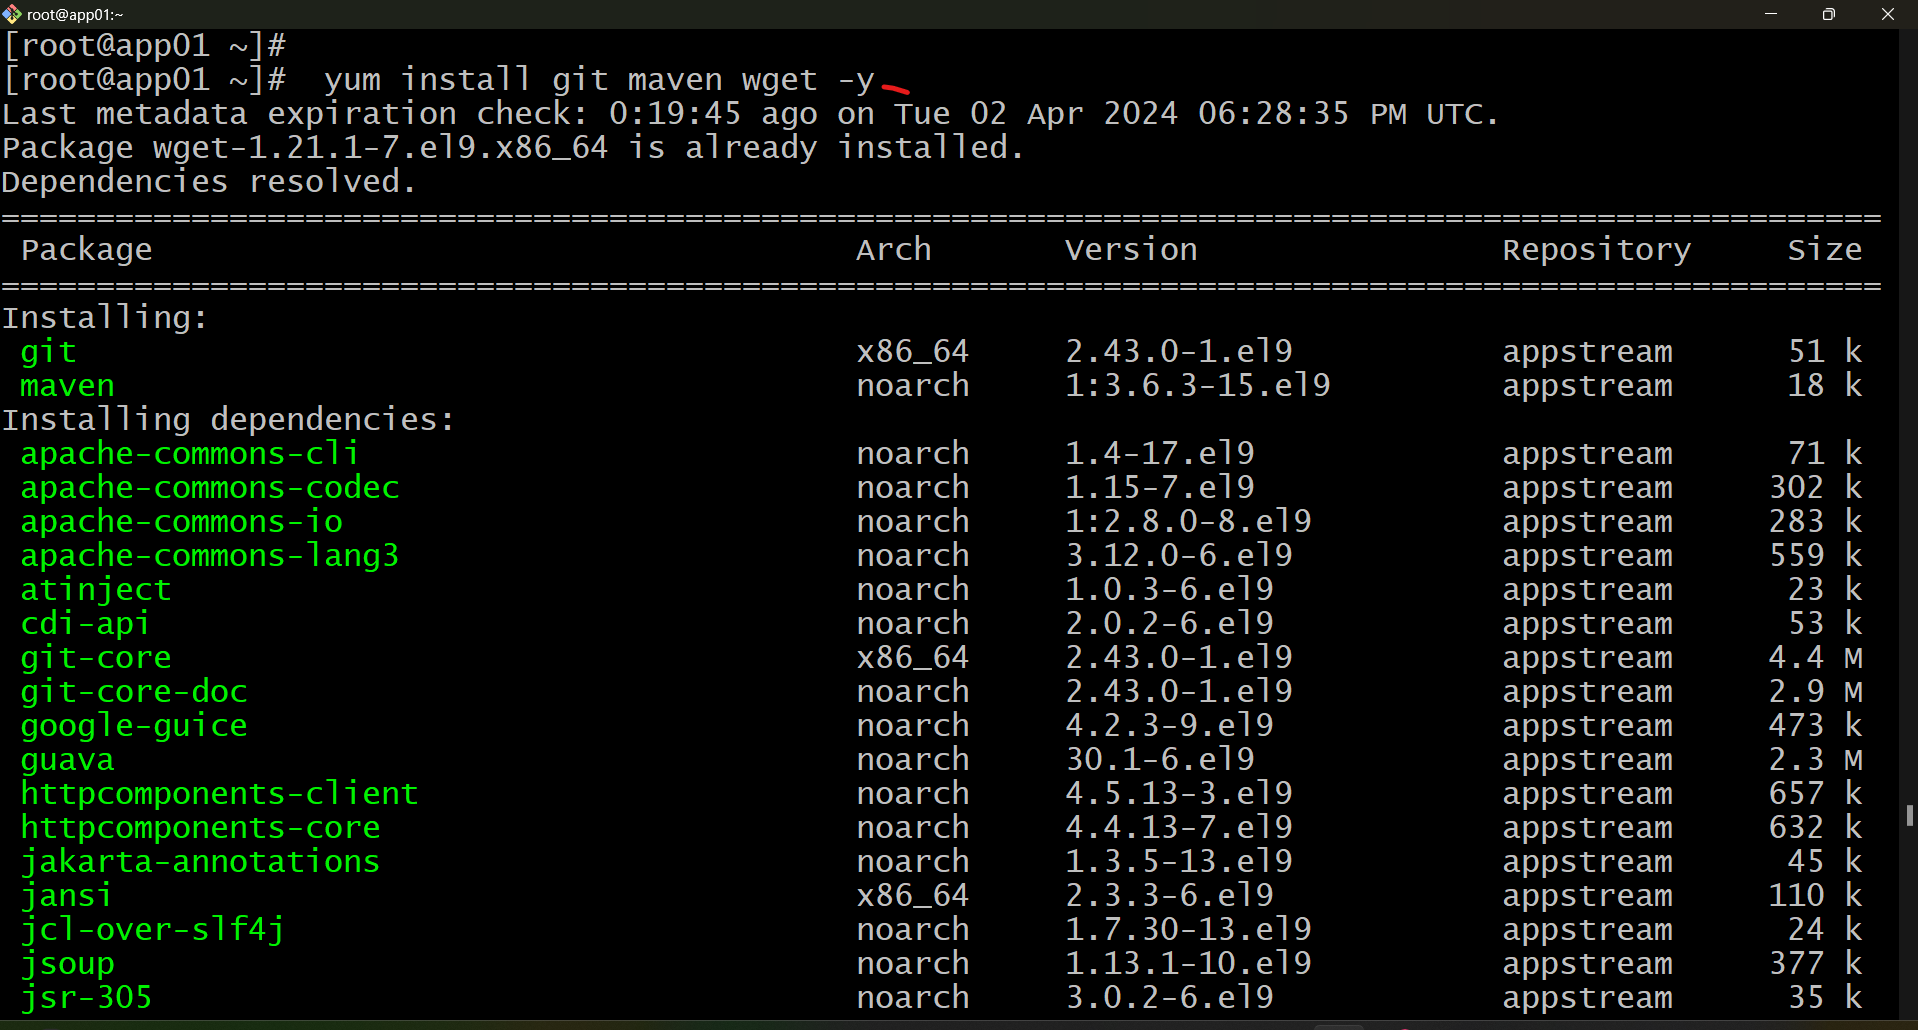 root@app01:~
[root@app01 ~]#
[root@app01 ~]#  yum install git maven wget -y
Last metadata expiration check: 0:19:45 ago on Tue 02 Apr 2024 06:28:35 PM UTC.
Package wget-1.21.1-7.el9.x86_64 is already installed.
Dependencies resolved.
===================================================================================================
 Package                                     Arch       Version                Repository     Size
===================================================================================================
Installing:
 git                                         x86_64     2.43.0-1.el9           appstream      51 k
 maven                                       noarch     1:3.6.3-15.el9         appstream      18 k
Installing dependencies:
 apache-commons-cli                          noarch     1.4-17.el9             appstream      71 k
 apache-commons-codec                        noarch     1.15-7.el9             appstream     302 k
 apache-commons-io                           noarch     1:2.8.0-8.el9          appstream     283 k
 apache-commons-lang3                        noarch     3.12.0-6.el9           appstream     559 k
 atinject                                    noarch     1.0.3-6.el9            appstream      23 k
 cdi-api                                     noarch     2.0.2-6.el9            appstream      53 k
 git-core                                    x86_64     2.43.0-1.el9           appstream     4.4 M
 git-core-doc                                noarch     2.43.0-1.el9           appstream     2.9 M
 google-guice                                noarch     4.2.3-9.el9            appstream     473 k
 guava                                       noarch     30.1-6.el9             appstream     2.3 M
 httpcomponents-client                       noarch     4.5.13-3.el9           appstream     657 k
 httpcomponents-core                         noarch     4.4.13-7.el9           appstream     632 k
 jakarta-annotations                         noarch     1.3.5-13.el9           appstream      45 k
 jansi                                       x86_64     2.3.3-6.el9            appstream     110 k
 jcl-over-slf4j                              noarch     1.7.30-13.el9          appstream      24 k
 jsoup                                       noarch     1.13.1-10.el9          appstream     377 k
 jsr-305                                     noarch     3.0.2-6.el9            appstream      35 k